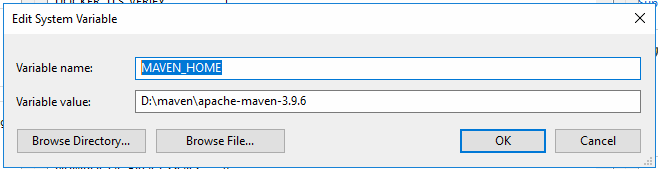 Edit System Variable
Variable name:
MAVEN_HOME
Variable value:
D:\maven\apache-maven-3.9.6
Browse Directory...
Browse File...
OK
Cancel